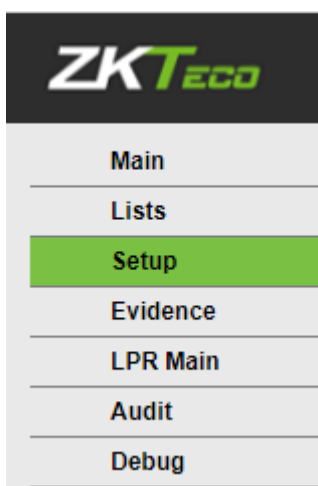 ZKTeco
Main
Lists
Setup
Evidence
LPR Main
Audit
Debug